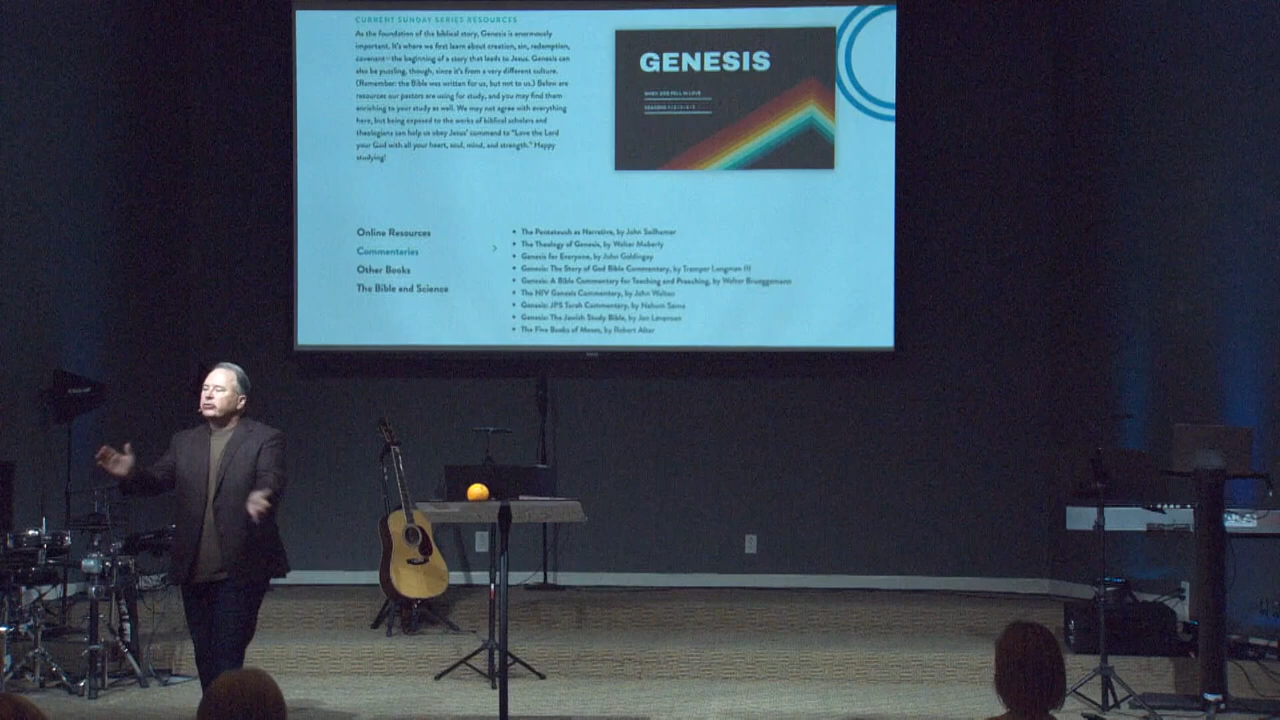 CURRENT SUNDAY SERIES RESOURCES
As the foundation of the biblical story, Genesis is enormously
important. It's where we first learn about creation, sin, redemption,
covenant—the beginning of a story that leads to Jesus. Genesis can
also be puzzling, though, since it's from a very different culture.
(Remember: the Bible was written for us, but not to us.) Below are
resources our pastors are using for study, and you may find them
enriching to your study as well. We may not agree with everything
here, but being exposed to the works of biblical scholars and
theologians can help us obey Jesus' command to "Love the Lord
your God with all your heart, soul, mind, and strength." Happy
studying!
GENESIS
WHEN GOD FELL IN LOVE
Online Resources
Commentaries
Other Books
The Bible and Science
The Pentateuch as Narrative, by John Sailhamer
The Theology of Genesis, by Walter Moberly
Genesis for Everyone, by John Goldingay
Genesis: The Story of God Bible Commentary, by Tremper Longman III
Genesis: A Bible Commentary for Teaching and Preaching, by Walter Brueggemann
The NIV Genesis Commentary, by John Walton
Genesis: JPS Torah Commentary, by Nahum Sarna
Genesis: The Jewish Study Bible, by Jon Levenson
The Five Books of Moses, by Robert Alter